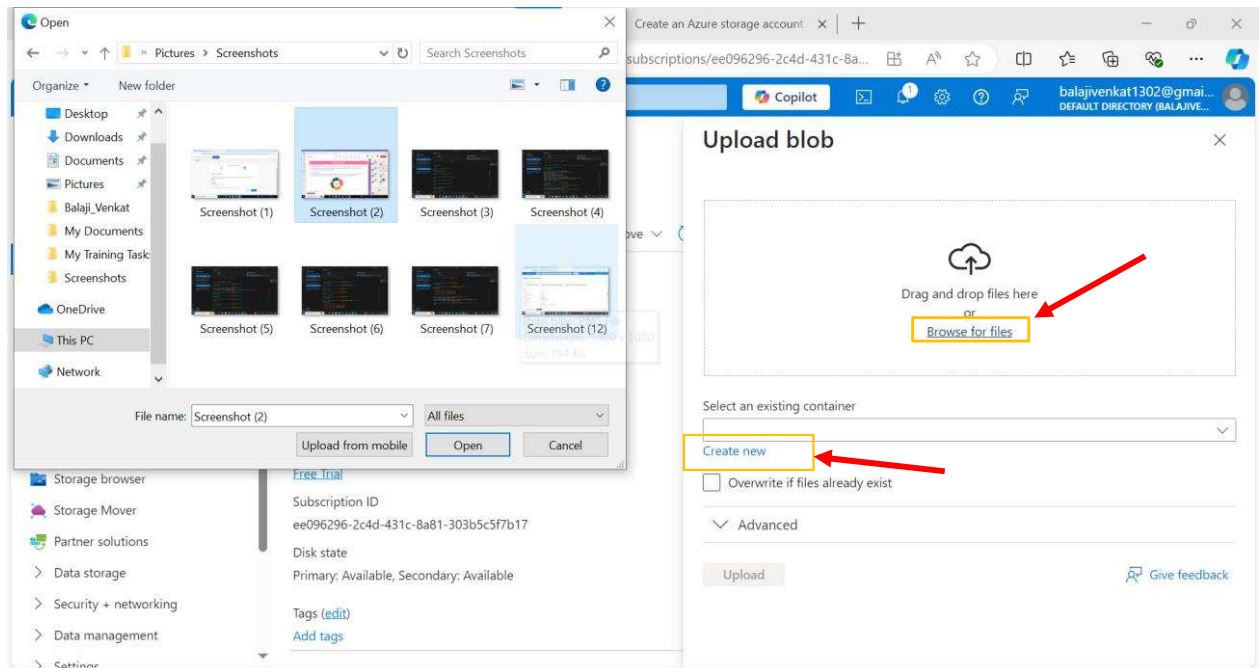 Open
Create an Azure storage account
Pictures > Screenshots
Search Screenshots
subscriptions/ee096296-2c4d-431c-8a...
Organize
New folder
Copilot
1
balajivenkat1302@gmai...
DEFAULT DIRECTORY (BALAJIVE...
Desktop
Downloads
Documents
Pictures
Balaji_Venkat
My Documents
My Training Task
Screenshots
OneDrive
This PC
Network
Screenshot (1)
Screenshot (2)
Screenshot (3)
Screenshot (4)
Screenshot (5)
Screenshot (6)
Screenshot (7)
Screenshot (12)
Size: 194 KB
File name: Screenshot (2)
All files
Upload from mobile
Open
Cancel
ove
Upload blob
Drag and drop files here
or
Browse for files
Select an existing container
Create new
Overwrite if files already exist
Advanced
Upload
Give feedback
Storage browser
Storage Mover
Partner solutions
Data storage
Security + networking
Data management
Settings
Free Trial
Subscription ID
ee096296-2c4d-431c-8a81-303b5c5f7b17
Disk state
Primary: Available, Secondary: Available
Tags (edit)
Add tags